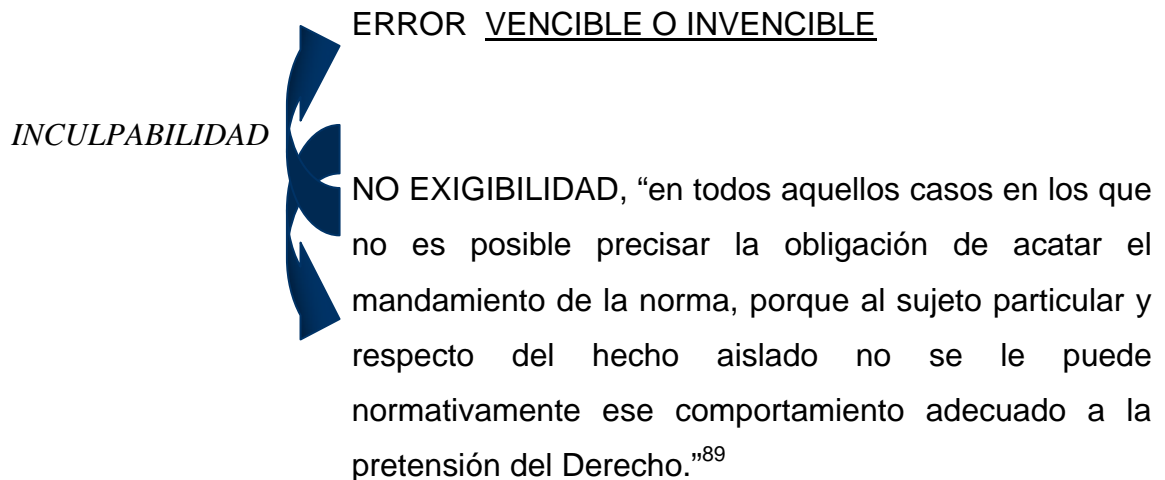 ERROR VENCIBLE O INVENCIBLE
INCULPABILIDAD
NO EXIGIBILIDAD, “en todos aquellos casos en los que
no es posible precisar la obligación de acatar el
mandamiento de la norma, porque al sujeto particular y
respecto del hecho aislado no se le puede
normativamente ese comportamiento adecuado a la
pretensión del Derecho.”89